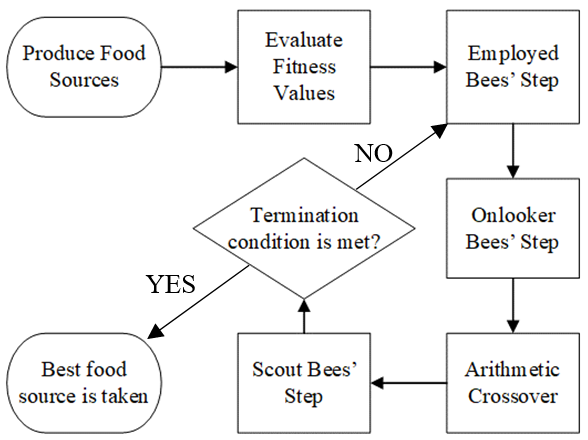 Produce Food
Sources
Evaluate
Fitness
Values
Employed
Bees' Step
NO
Termination
condition is met?
Onlooker
Bees' Step
YES
Best food
source is taken
Scout Bees'
Step
Arithmetic
Crossover